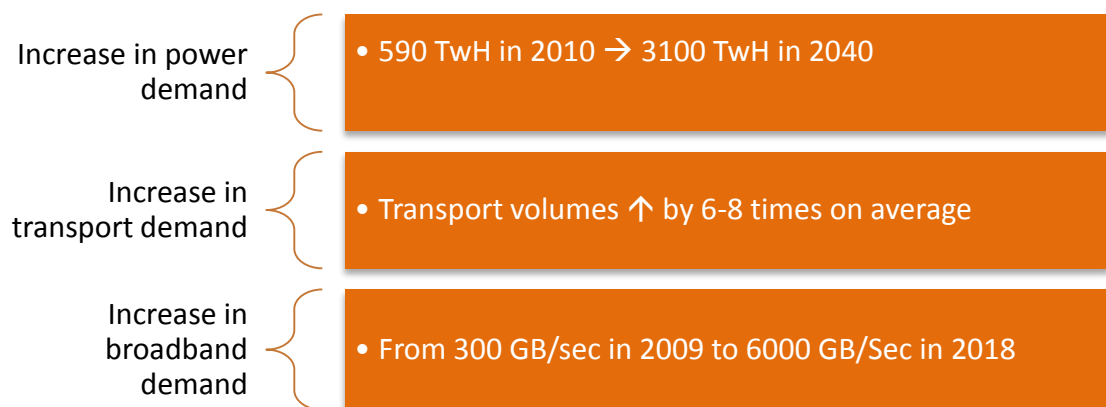 Increase in power
demand
• 590 TwH in 2010 → 3100 TwH in 2040
Increase in
transport demand
• Transport volumes ↑ by 6-8 times on average
Increase in
broadband
demand
• From 300 GB/sec in 2009 to 6000 GB/Sec in 2018